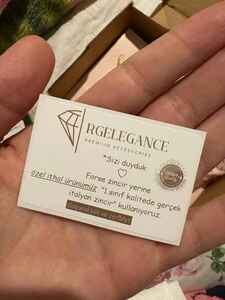 RGELEGANCE
PREMIUM ACCESSORIES
"Sizi duyduk
♡
Forse zincir yerine
özel ithal ürünümüz "1.sınıf kalitede gerçek
italyan zincir" kullanıyoruz.